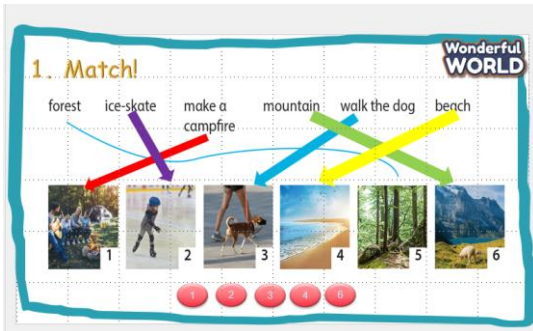 Wonderful
WORLD
1. Match!
forest ice-skate make a campfire mountain walk the dog beach
1 2 3 4 5 6
1 2 3 4 6